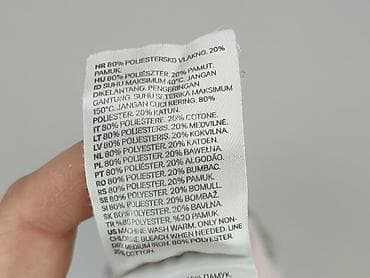 HR 80% POLIESTERSKO VLAKNO. 20%
PAMUK.
HU 80% POLIÉSZTER. 20% PAMUT.
ID SUHU MAKSIMUM 40°C. JANGAN
DIKELANTANG. PENGERINGAN
GANTUNG. SUHU SETERIKA MAKSIMUM
150°C. JANGAN CUCI KERING. 80%
POLIESTER. 20% KATUN.
IT 80% POLIESTERE. 20% COTONE.
LT 80% POLIESTERIS. 20% MEDVILNĖ.
LV 80% POLIESTERIS. 20% KOKVILNA.
NL 80% POLYESTER. 20% KATOEN.
PL 80% POLIESTER. 20% BAWEŁNA.
PT 80% POLIÉSTER. 20% ALGODÃO.
RO 80% POLIESTER. 20% BUMBAC.
RS 80% POLIESTER. 20% PAMUK.
SE 80% POLYESTER. 20% BOMULL.
SI 80% POLIESTER. 20% BOMBAŽ.
SK 80% POLYESTER. 20% BAVLNA.
TR %80 POLYESTER. %20 PAMUK.
US MACHINE WASH WARM. ONLY NON-
CHLORINE BLEACH WHEN NEEDED. LINE
DRY. MEDIUM IRON. 80% POLYESTER.
20% COTTON.